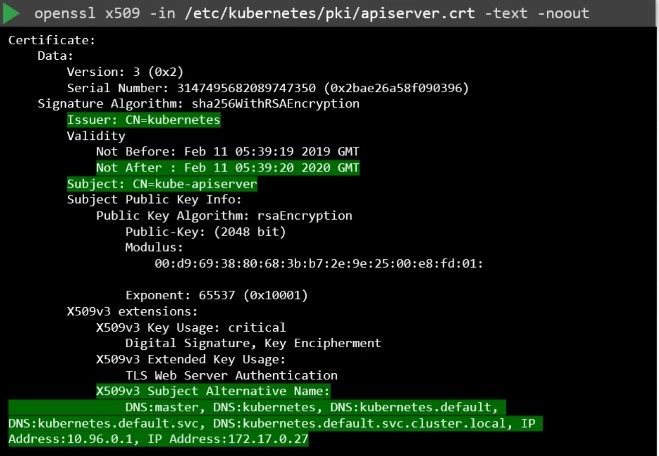 openssl x509 -in /etc/kubernetes/pki/apiserver.crt -text -noout
Certificate:
Data:
Version: 3 (0x2)
Serial Number: 3147495682089747350 (0x2bae26a58f090396)
Signature Algorithm: sha256WithRSAEncryption
Issuer: CN=kubernetes
Validity
Not Before: Feb 11 05:39:19 2019 GMT
Not After : Feb 11 05:39:20 2020 GMT
Subject: CN=kube-apiserver
Subject Public Key Info:
Public Key Algorithm: rsaEncryption
Public-Key: (2048 bit)
Modulus:
00:d9:69:38:80:68:3b:b7:2e:9e:25:00:e8:fd:01:
Exponent: 65537 (0x10001)
X509v3 extensions:
X509v3 Key Usage: critical
Digital Signature, Key Encipherment
X509v3 Extended Key Usage:
TLS Web Server Authentication
X509v3 Subject Alternative Name:
DNS:master, DNS:kubernetes, DNS:kubernetes.default,
DNS:kubernetes.default.svc, DNS:kubernetes.default.svc.cluster.local, IP
Address:10.96.0.1, IP Address:172.17.0.27